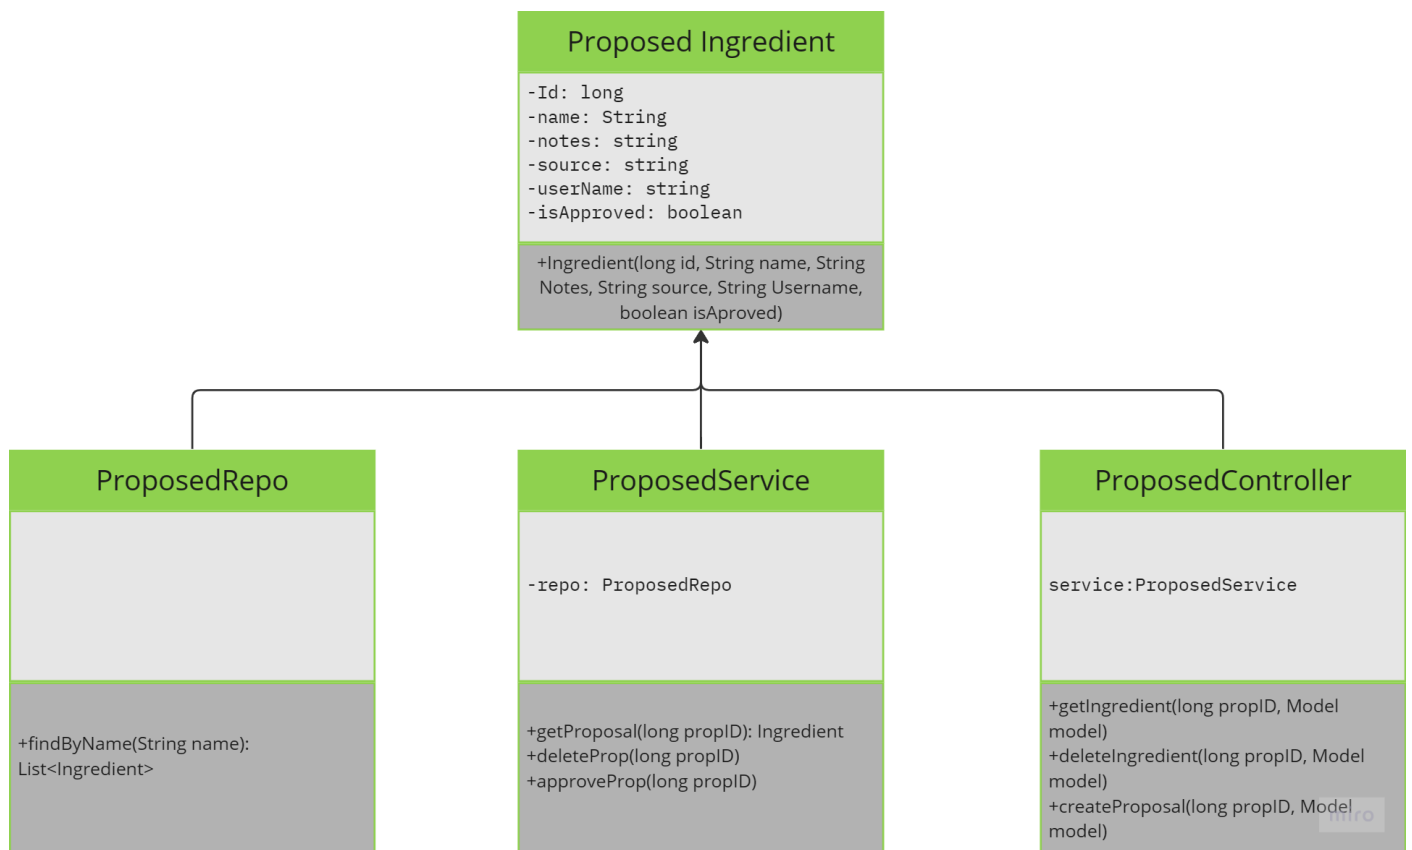 Proposed Ingredient
-Id: long
-name: String
-notes: string
-source: string
-userName: string
-isApproved: boolean
+Ingredient(long id, String name, String
Notes, String source, String Username,
boolean isAproved)
ProposedRepo
+findByName(String name):
List<Ingredient>
ProposedService
-repo: ProposedRepo
+getProposal(long propID): Ingredient
+deleteProp(long propID)
+approveProp(long propID)
ProposedController
service:ProposedService
+getIngredient(long propID, Model
model)
+deleteIngredient(long propID, Model
model)
+createProposal(long propID, Model
model)
miro